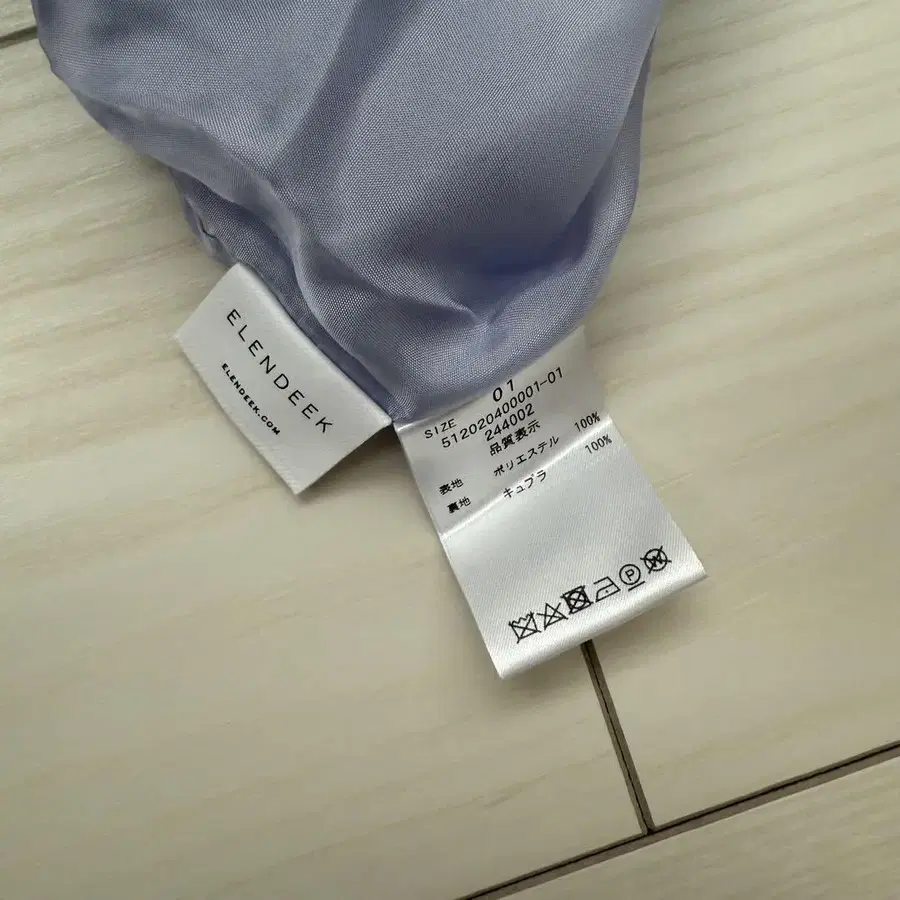 ELENDEEK
ELENDEEK.COM
SIZE 01
512020400001-01
244002
品質表示
表地 ポリエステル 100%
裏地 キュプラ 100%
P
W